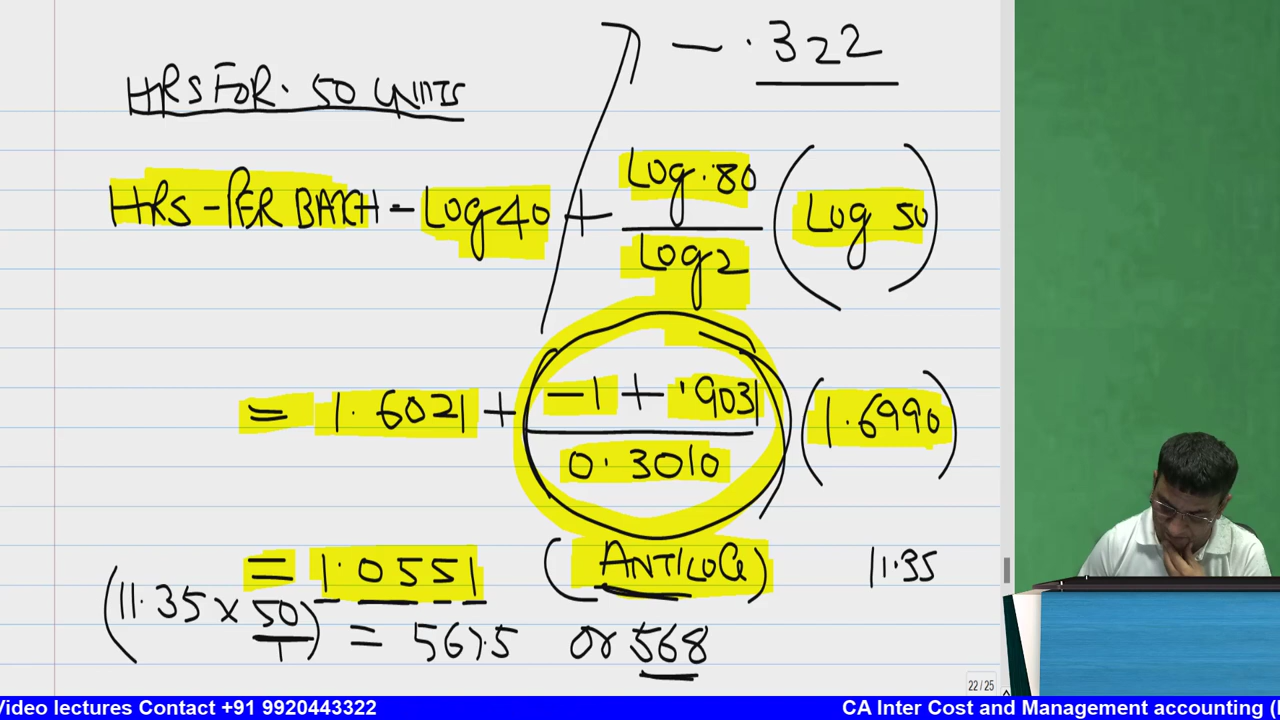 - .322
HRS FOR. 50 UNITS
HRS - PER BATCH - Log 40 + Log .80 / Log 2 (Log 50)
= 1.6021 + -1 + .9031 / 0.3010 (1.6990)
= 1.0551 (ANTILOG) 11.35
(11.35 x 50/1) = 567.5 or 568
22 / 25
Video lectures Contact +91 9920443322
CA Inter Cost and Management accounting (